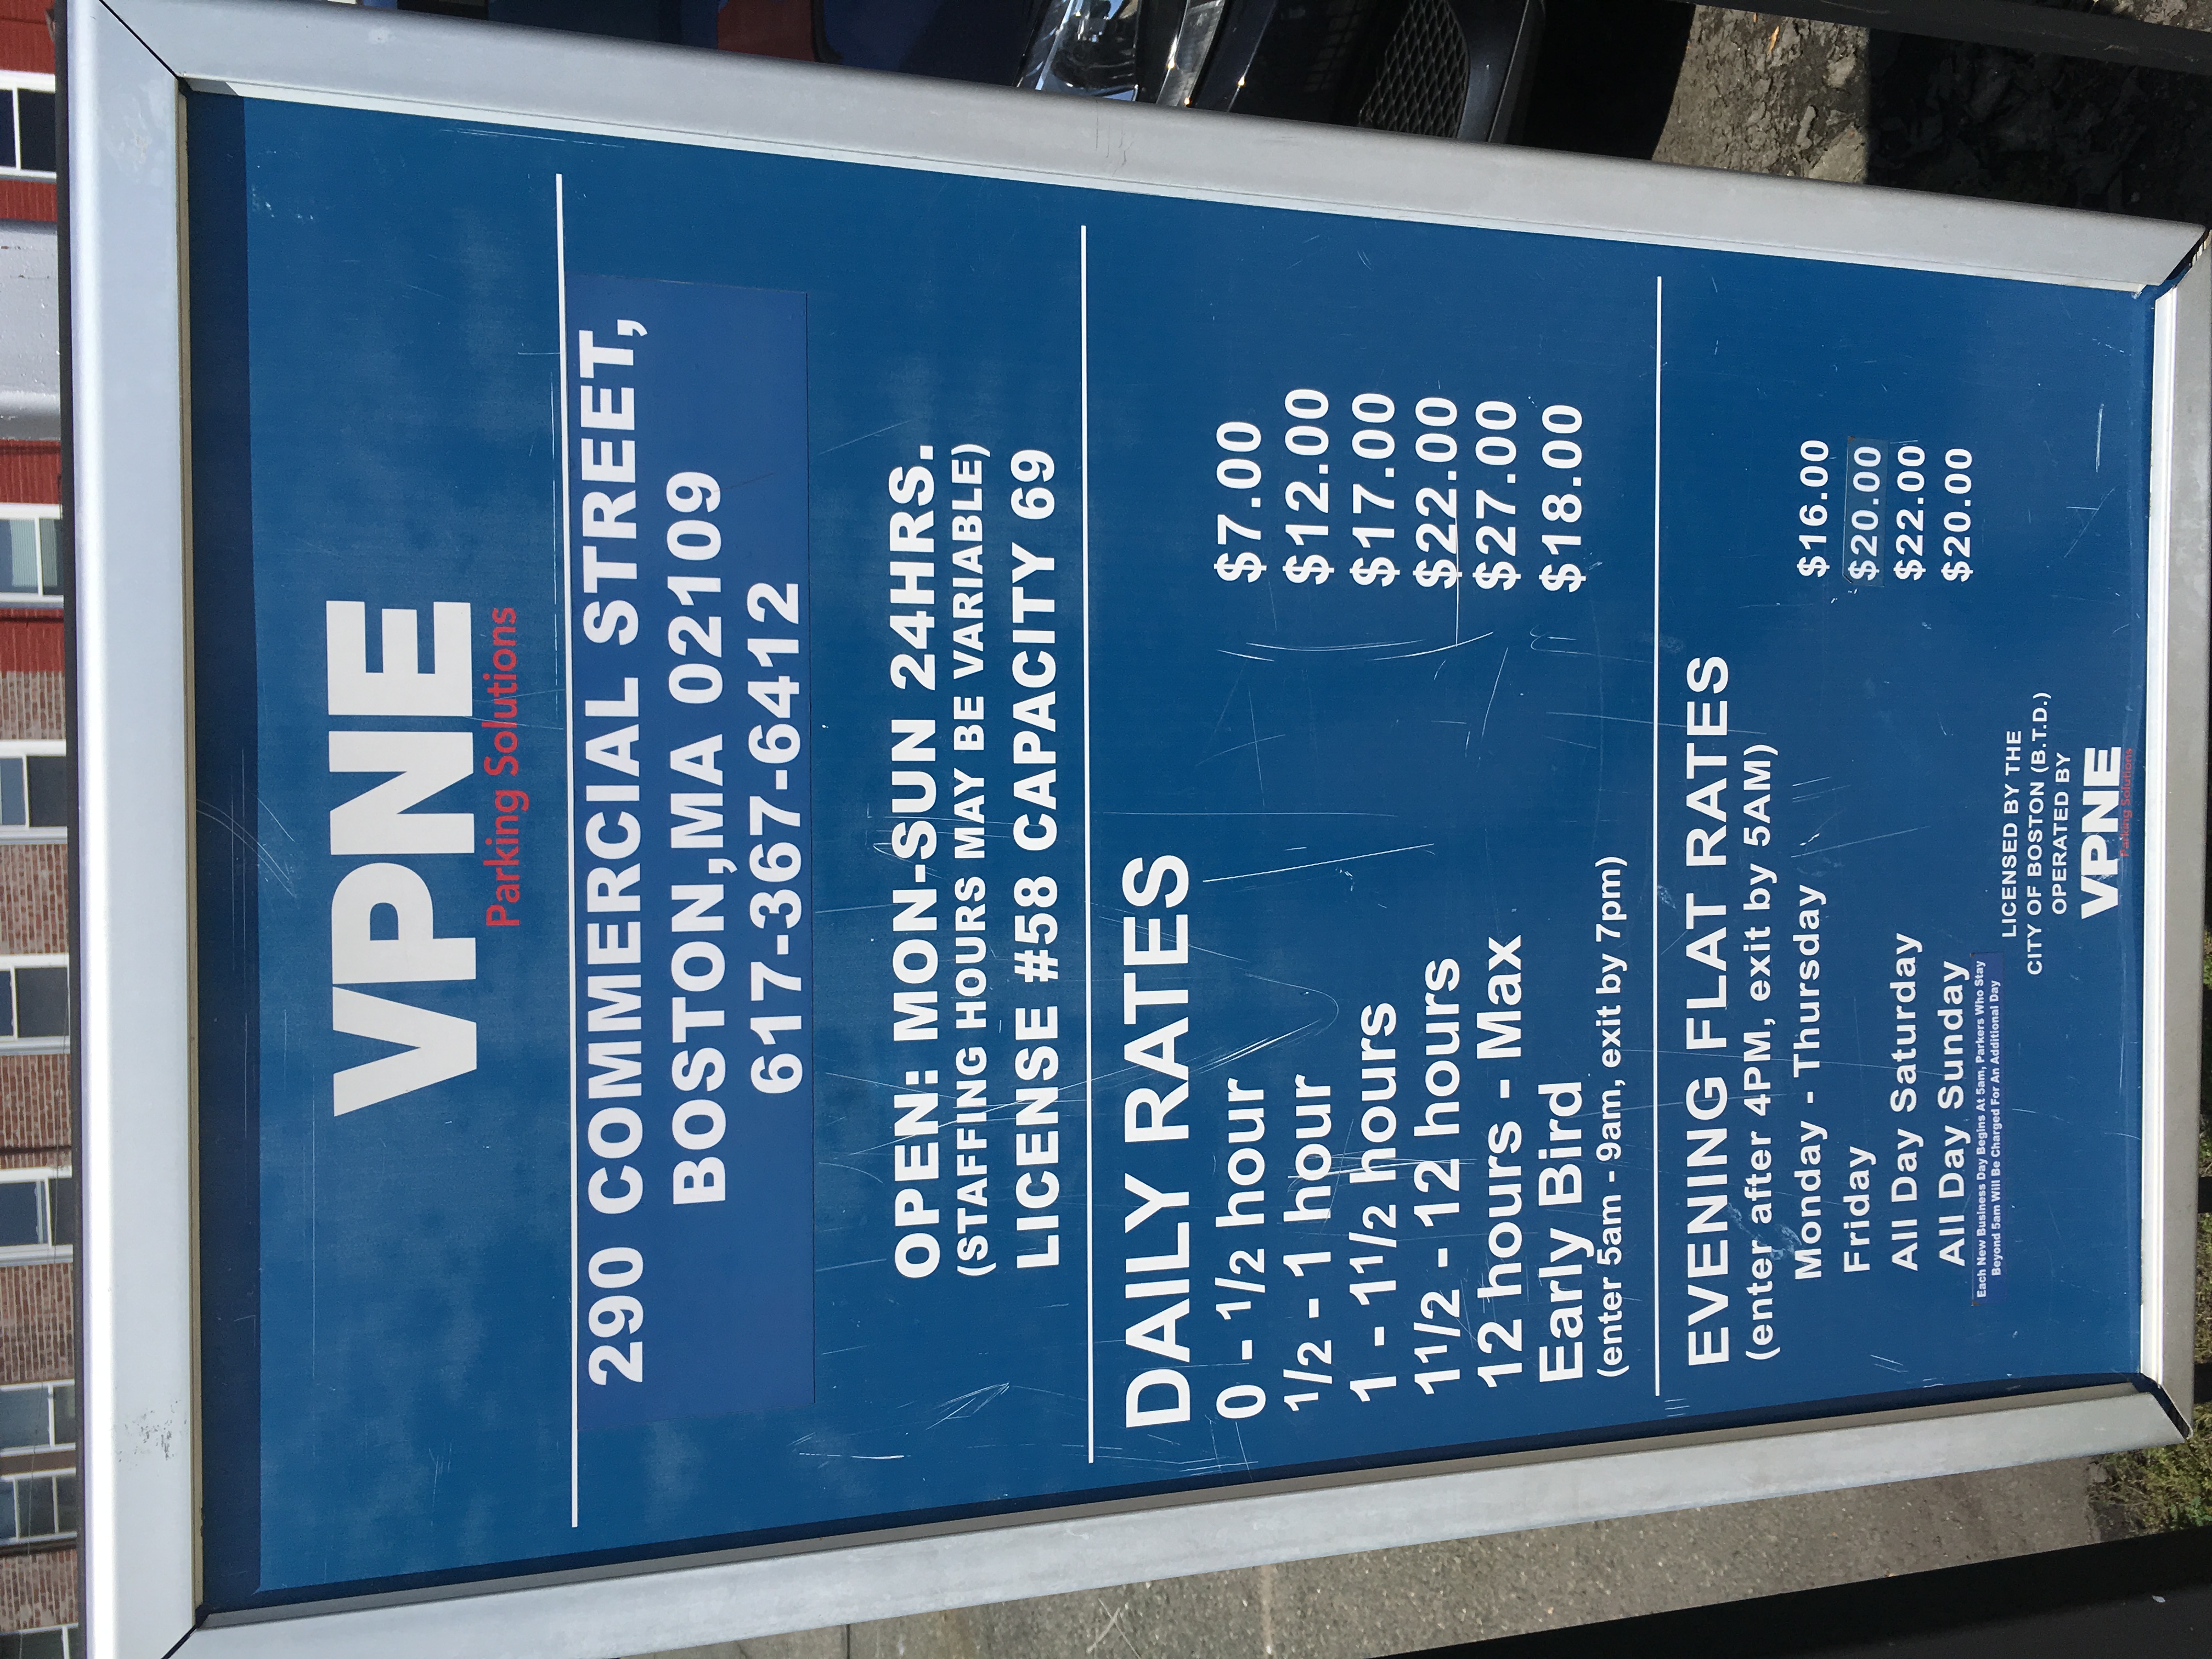 VPNE
Parking Solutions
290 COMMERCIAL STREET,
BOSTON,MA 02109
617-367-6412
OPEN: MON-SUN 24HRS.
(STAFFING HOURS MAY BE VARIABLE)
LICENSE #58 CAPACITY 69
DAILY RATES
0 - 1/2 hour $7.00
1/2 - 1 hour $12.00
1 - 11/2 hours $17.00
11/2 - 12 hours $22.00
12 hours - Max $27.00
Early Bird $18.00
(enter 5am - 9am, exit by 7pm)
EVENING FLAT RATES
(enter after 4PM, exit by 5AM)
Monday - Thursday $16.00
Friday $20.00
All Day Saturday $22.00
All Day Sunday $20.00
Each New Business Day Begins At 5am, Parkers Who Stay
Beyond 5am Will Be Charged For An Additional Day
LICENSED BY THE
CITY OF BOSTON (B.T.D.)
OPERATED BY
VPNE
Parking Solutions